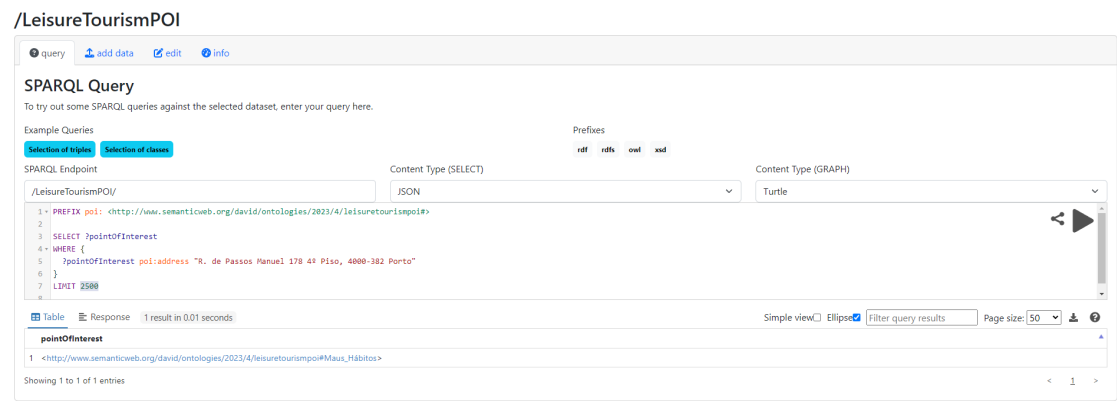 /LeisureTourismPOI
query add data edit info
SPARQL Query
To try out some SPARQL queries against the selected dataset, enter your query here.
Example Queries Prefixes
Selection of triples Selection of classes rdf rdfs owl xsd
SPARQL Endpoint Content Type (SELECT) Content Type (GRAPH)
/LeisureTourismPOI/ JSON Turtle
1 PREFIX poi: <http://www.semanticweb.org/david/ontologies/2023/4/leisuretourismpoi#>
2
3 SELECT ?pointOfInterest
4 WHERE {
5 ?pointOfInterest poi:address "R. de Passos Manuel 178 4º Piso, 4000-382 Porto"
6 }
7 LIMIT 2500
8
Table Response 1 result in 0.01 seconds Simple view Ellipse Filter query results Page size: 50
pointOfInterest
1 <http://www.semanticweb.org/david/ontologies/2023/4/leisuretourismpoi#Maus_Hábitos>
Showing 1 to 1 of 1 entries < 1 >